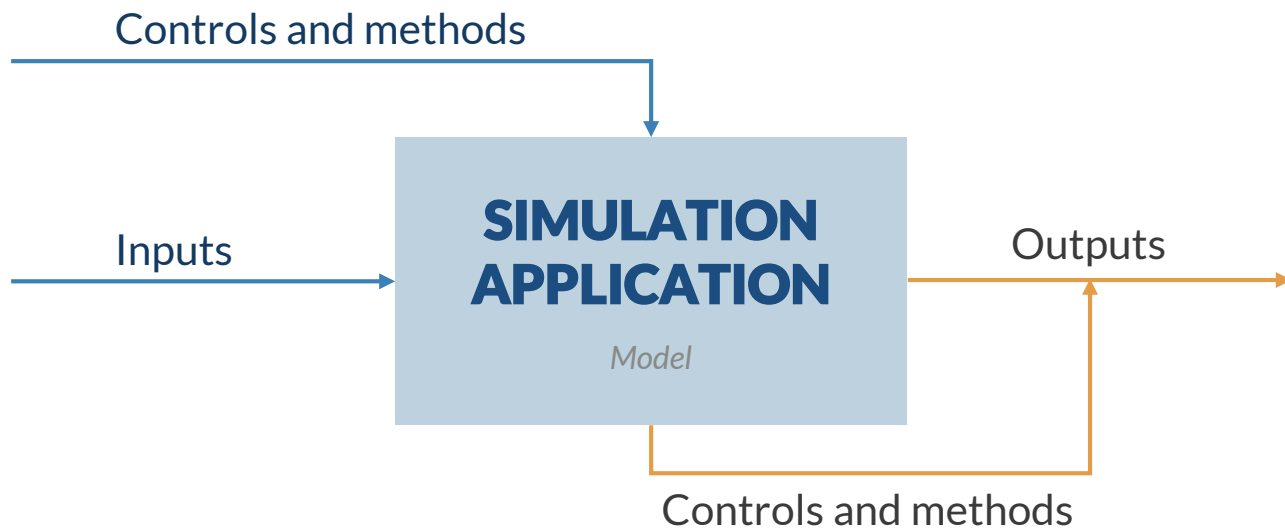 Controls and methods
SIMULATION
APPLICATION
Inputs
Outputs
Model
Controls and methods